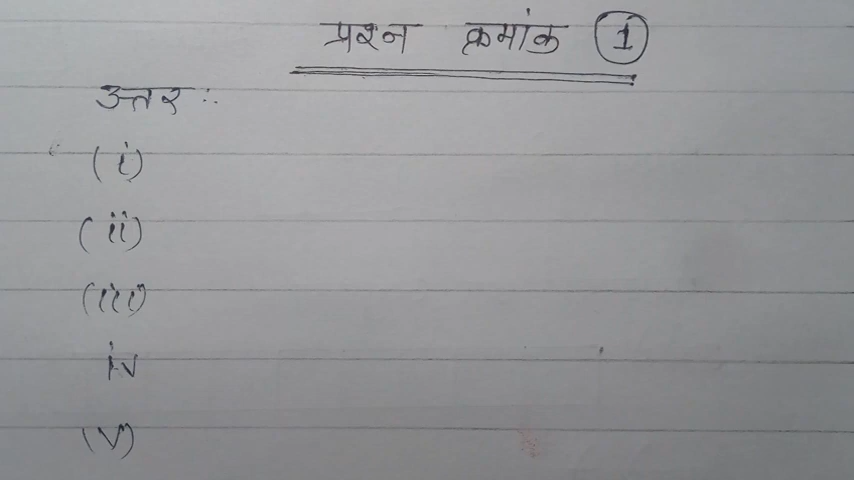 प्रश्न क्रमांक 1
उत्तर :
(i)
(ii)
(iii)
iv
(v)